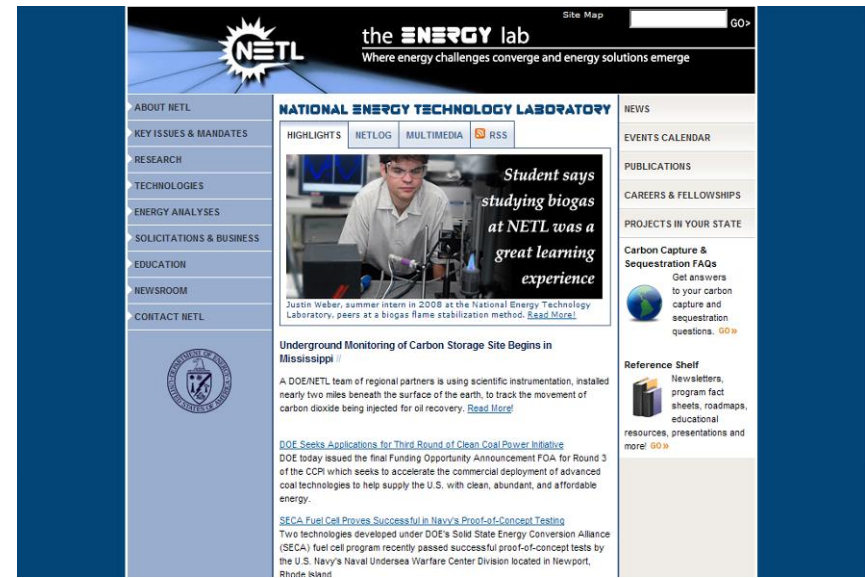 Site Map
GO>
NETL
the ENERGY lab
Where energy challenges converge and energy solutions emerge
ABOUT NETL
KEY ISSUES & MANDATES
RESEARCH
TECHNOLOGIES
ENERGY ANALYSES
SOLICITATIONS & BUSINESS
EDUCATION
NEWSROOM
CONTACT NETL
NATIONAL ENERGY TECHNOLOGY LABORATORY
HIGHLIGHTS
NETLOG
MULTIMEDIA
RSS
Student says
studying biogas
at NETL was a
great learning
experience
Justin Weber, summer intern in 2008 at the National Energy Technology
Laboratory, peers at a biogas flame stabilization method. Read More!
Underground Monitoring of Carbon Storage Site Begins in
Mississippi //
A DOE/NETL team of regional partners is using scientific instrumentation, installed
nearly two miles beneath the surface of the earth, to track the movement of
carbon dioxide being injected for oil recovery. Read More!
DOE Seeks Applications for Third Round of Clean Coal Power Initiative
DOE today issued the final Funding Opportunity Announcement FOA for Round 3
of the CCPI which seeks to accelerate the commercial deployment of advanced
coal technologies to help supply the U.S. with clean, abundant, and affordable
energy.
SECA Fuel Cell Proves Successful in Navy's Proof-of-Concept Testing
Two technologies developed under DOE's Solid State Energy Conversion Alliance
(SECA) fuel cell program recently passed successful proof-of-concept tests by
the U.S. Navy's Naval Undersea Warfare Center Division located in Newport,
Rhode Island
NEWS
EVENTS CALENDAR
PUBLICATIONS
CAREERS & FELLOWSHIPS
PROJECTS IN YOUR STATE
Carbon Capture &
Sequestration FAQs
Get answers
to your carbon
capture and
sequestration
questions. GO»
Reference Shelf
Newsletters,
program fact
sheets, roadmaps,
educational
resources, presentations and
more! GO»